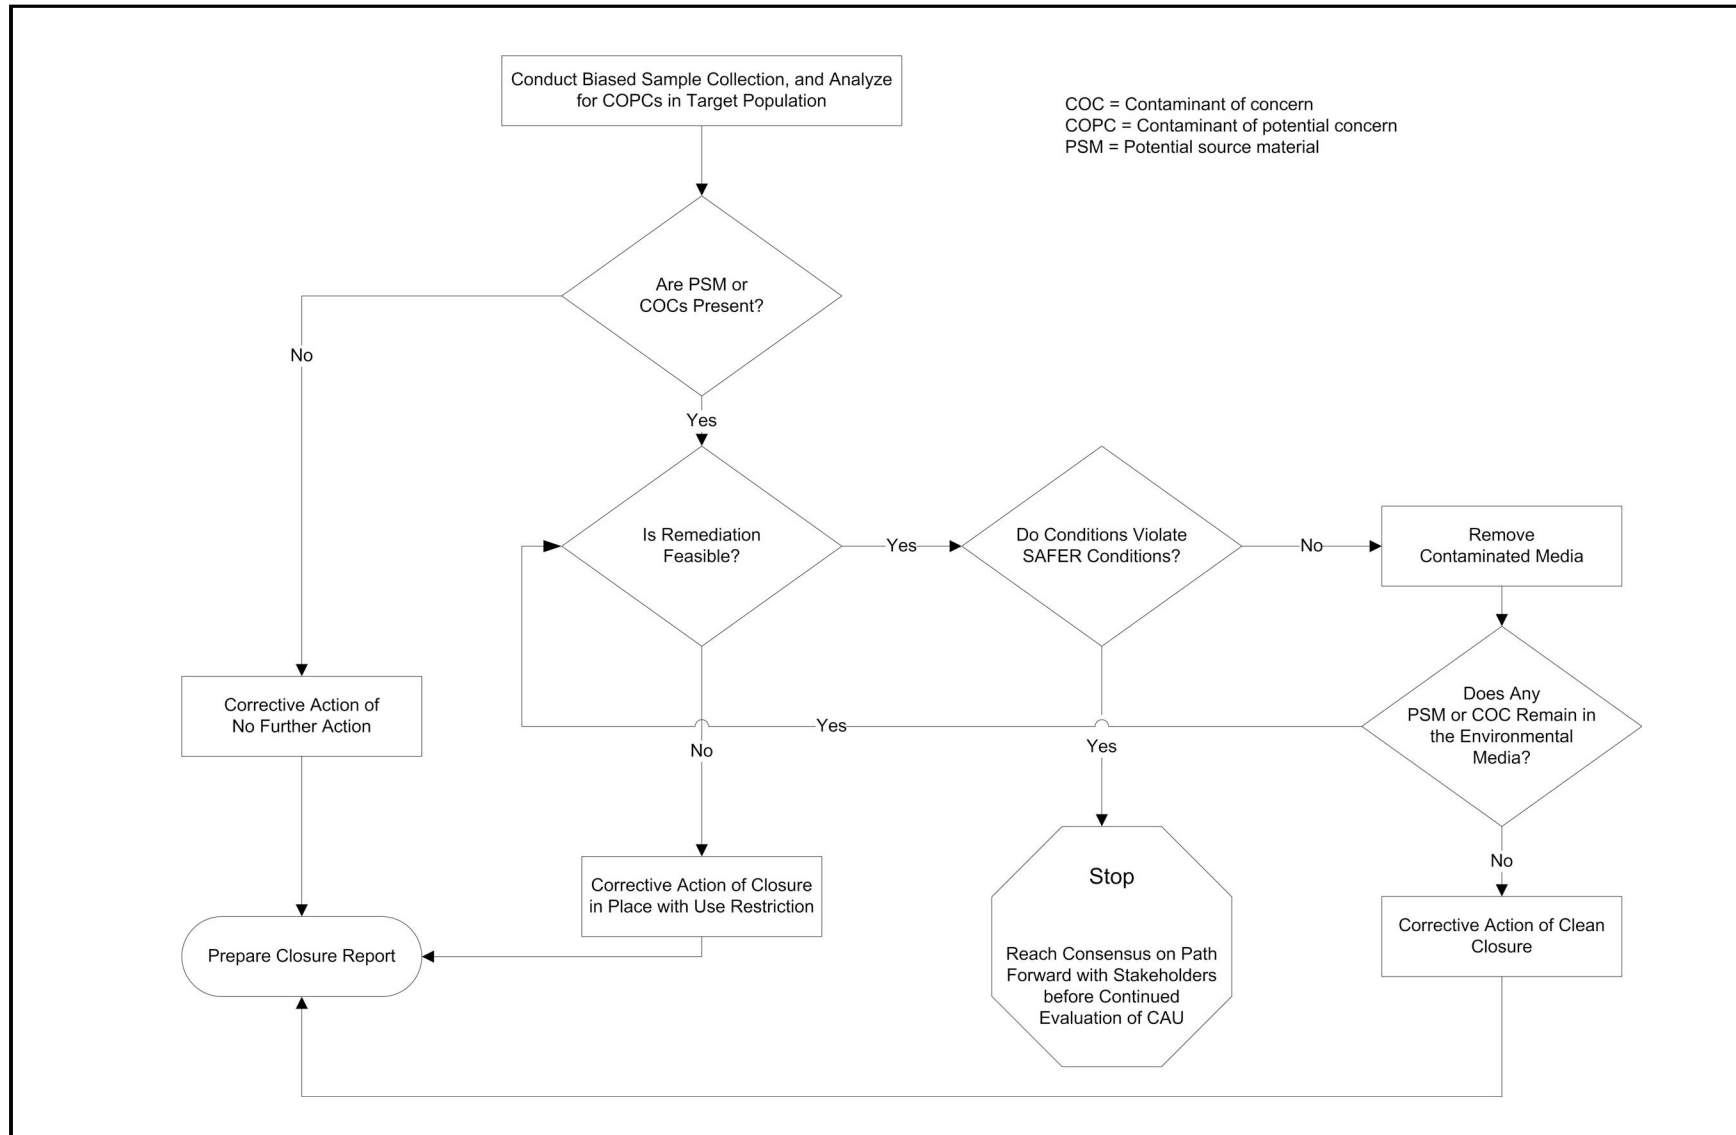 Conduct Biased Sample Collection, and Analyze
for COPCs in Target Population
COC = Contaminant of concern
COPC = Contaminant of potential concern
PSM = Potential source material
Are PSM or
COCs Present?
No
Yes
Is Remediation
Feasible?
Yes
Do Conditions Violate
SAFER Conditions?
No
Remove
Contaminated Media
Corrective Action of
No Further Action
Does Any
PSM or COC Remain in
the Environmental
Media?
Yes
No
Yes
No
Corrective Action of Closure
in Place with Use Restriction
Stop
Reach Consensus on Path
Forward with Stakeholders
before Continued
Evaluation of CAU
Corrective Action of Clean
Closure
Prepare Closure Report